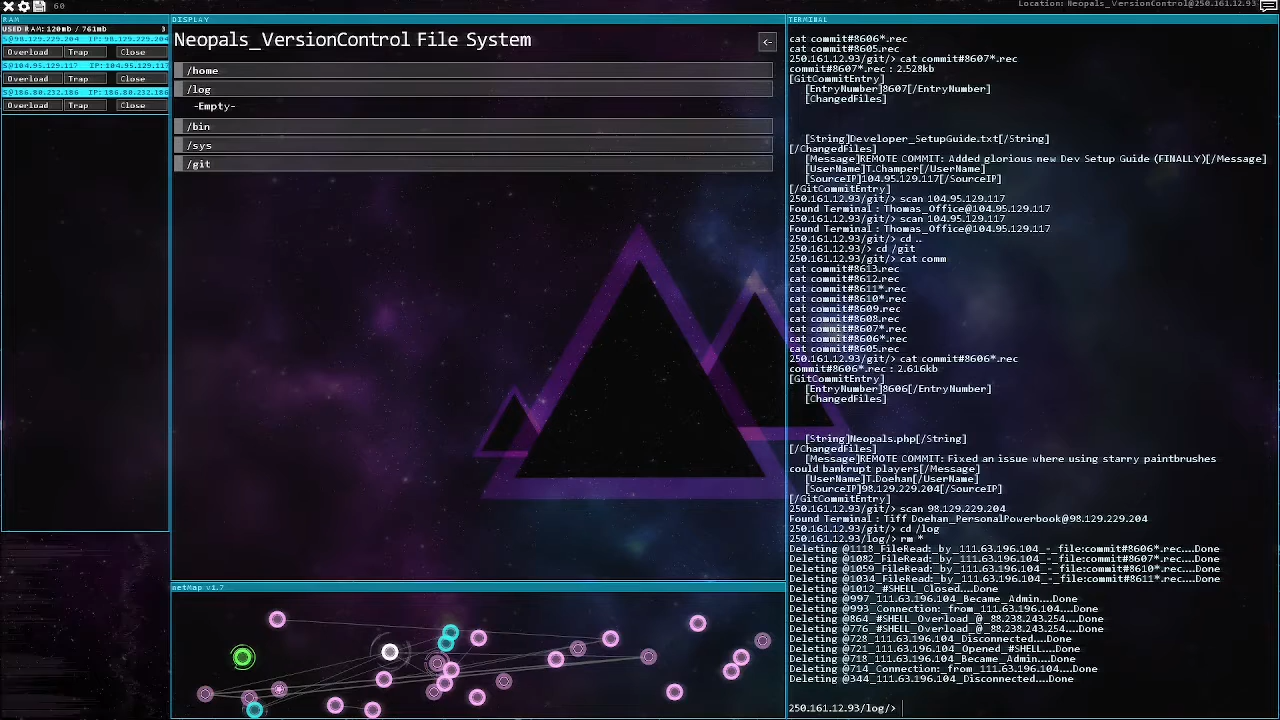 60
Location: Neopals_VersionControl@250.161.12.93
RAM
USED RAM: 120mb / 761mb 3
S@98.129.229.204 IP: 98.129.229.204
Overload Trap Close
S@104.95.129.117 IP: 104.95.129.117
Overload Trap Close
S@186.80.232.186 IP: 186.80.232.186
Overload Trap Close
DISPLAY
Neopals_VersionControl File System
<-
/home
/log
-Empty-
/bin
/sys
/git
netMap v1.7
TERMINAL
cat commit#8606*.rec
cat commit#8605.rec
250.161.12.93/git/> cat commit#8607*.rec
commit#8607*.rec : 2.528kb
[GitCommitEntry]
[EntryNumber]8607[/EntryNumber]
[ChangedFiles]
[String]Developer_SetupGuide.txt[/String]
[/ChangedFiles]
[Message]REMOTE COMMIT: Added glorious new Dev Setup Guide (FINALLY)[/Message]
[UserName]T.Champer[/UserName]
[SourceIP]104.95.129.117[/SourceIP]
[/GitCommitEntry]
250.161.12.93/git/> scan 104.95.129.117
Found Terminal : Thomas_Office@104.95.129.117
250.161.12.93/git/> scan 104.95.129.117
Found Terminal : Thomas_Office@104.95.129.117
250.161.12.93/git/> cd ..
250.161.12.93/> cd /git
250.161.12.93/git/> cat comm
cat commit#8613.rec
cat commit#8612.rec
cat commit#8611*.rec
cat commit#8610*.rec
cat commit#8609.rec
cat commit#8608.rec
cat commit#8607*.rec
cat commit#8606*.rec
cat commit#8605.rec
250.161.12.93/git/> cat commit#8606*.rec
commit#8606*.rec : 2.616kb
[GitCommitEntry]
[EntryNumber]8606[/EntryNumber]
[ChangedFiles]
[String]Neopals.php[/String]
[/ChangedFiles]
[Message]REMOTE COMMIT: Fixed an issue where using starry paintbrushes
could bankrupt players[/Message]
[UserName]T.Doehan[/UserName]
[SourceIP]98.129.229.204[/SourceIP]
[/GitCommitEntry]
250.161.12.93/git/> scan 98.129.229.204
Found Terminal : Tiff Doehan_PersonalPowerbook@98.129.229.204
250.161.12.93/git/> cd /log
250.161.12.93/log/> rm *
Deleting @1118_FileRead:_by_111.63.196.104_-_file:commit#8606*.rec....Done
Deleting @1082_FileRead:_by_111.63.196.104_-_file:commit#8607*.rec....Done
Deleting @1059_FileRead:_by_111.63.196.104_-_file:commit#8610*.rec....Done
Deleting @1034_FileRead:_by_111.63.196.104_-_file:commit#8611*.rec....Done
Deleting @1012_#SHELL_Closed....Done
Deleting @997_111.63.196.104_Became_Admin....Done
Deleting @993_Connection:_from_111.63.196.104....Done
Deleting @864_#SHELL_Overload_@_88.238.243.254....Done
Deleting @776_#SHELL_Overload_@_88.238.243.254....Done
Deleting @728_111.63.196.104_Disconnected....Done
Deleting @721_111.63.196.104_Opened_#SHELL....Done
Deleting @718_111.63.196.104_Became_Admin....Done
Deleting @714_Connection:_from_111.63.196.104....Done
Deleting @344_111.63.196.104_Disconnected....Done
250.161.12.93/log/>